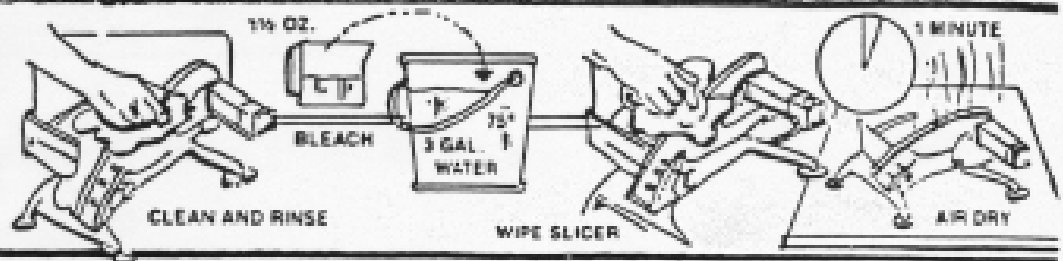 1½ OZ.
BLEACH
3 GAL.
WATER
75°
CLEAN AND RINSE
WIPE SLICER
1 MINUTE
AIR DRY